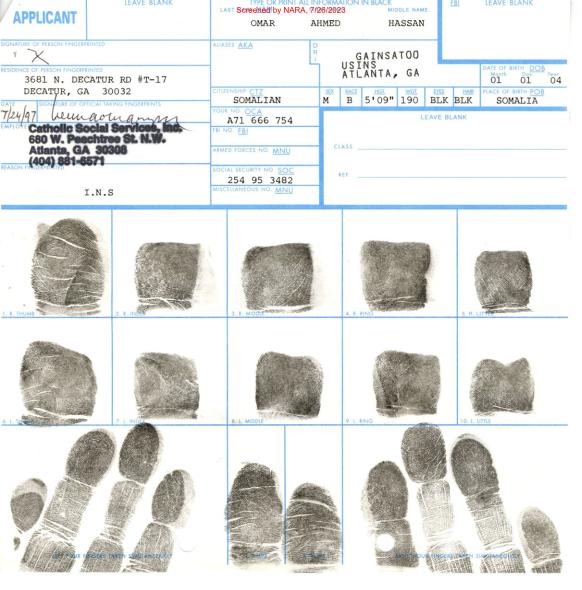 APPLICANT
LEAVE BLANK
TYPE OR PRINT ALL INFORMATION IN BLACK
FBI
LEAVE BLANK
LAST
Screened by NARA, 7/26/2023
MIDDLE NAME
OMAR AHMED HASSAN
SIGNATURE OF PERSON FINGERPRINTED
X
ALIASES AKA
O
R
I
GAINSATOO
USINS
ATLANTA, GA
RESIDENCE OF PERSON FINGERPRINTED
3681 N. DECATUR RD #T-17
DECATUR, GA 30032
DATE OF BIRTH DOB
Month Day Year
01 01 04
CITIZENSHIP CTZ
SOMALIAN
SEX RACE HGT. WGT. EYES HAIR
M B 5'09" 190 BLK BLK
PLACE OF BIRTH POB
SOMALIA
DATE
7/24/97
SIGNATURE OF OFFICIAL TAKING FINGERPRINTS
YOUR NO. OCA
A71 666 754
LEAVE BLANK
Catholic Social Services, Inc.
680 W. Peachtree St. N.W.
Atlanta, GA 30308
(404) 881-6571
FBI NO. FBI
CLASS
ARMED FORCES NO. MNU
REASON FINGERPRINTED
I.N.S
SOCIAL SECURITY NO. SOC
254 95 3482
REF.
MISCELLANEOUS NO. MNU
1. R. THUMB
2. R. INDEX
3. R. MIDDLE
4. R. RING
5. R. LITTLE
6. L.
7. L. INDEX
8. L. MIDDLE
9. L. RING
10. L. LITTLE
LEFT FOUR FINGERS TAKEN SIMULTANEOUSLY
L. THUMB
R. THUMB
RIGHT FOUR FINGERS TAKEN SIMULTANEOUSLY